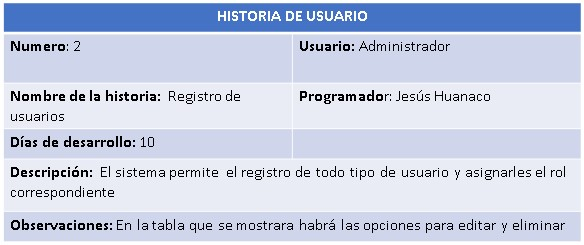 HISTORIA DE USUARIO
Numero: 2
Usuario: Administrador
Nombre de la historia: Registro de
usuarios
Programador: Jesús Huanaco
Días de desarrollo: 10
Descripción: El sistema permite el registro de todo tipo de usuario y asignarles el rol
correspondiente
Observaciones: En la tabla que se mostrara habrá las opciones para editar y eliminar